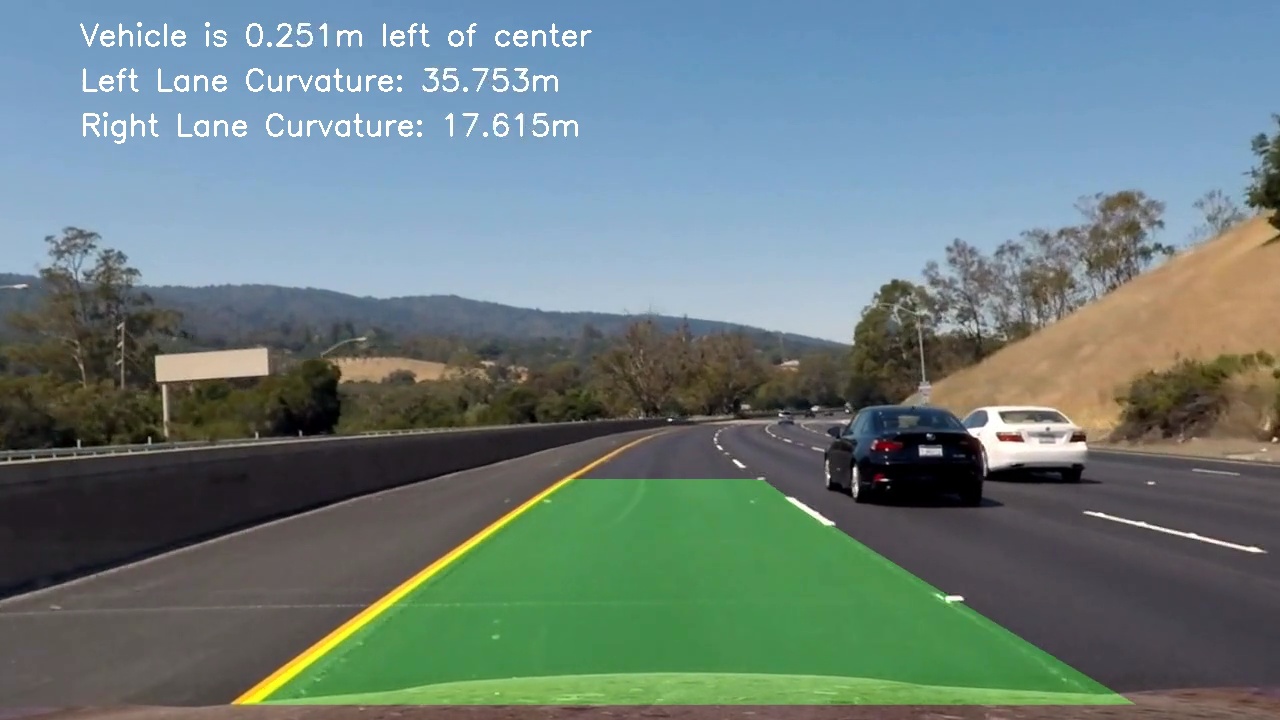 Vehicle is 0.251m left of center
Left Lane Curvature: 35.753m
Right Lane Curvature: 17.615m